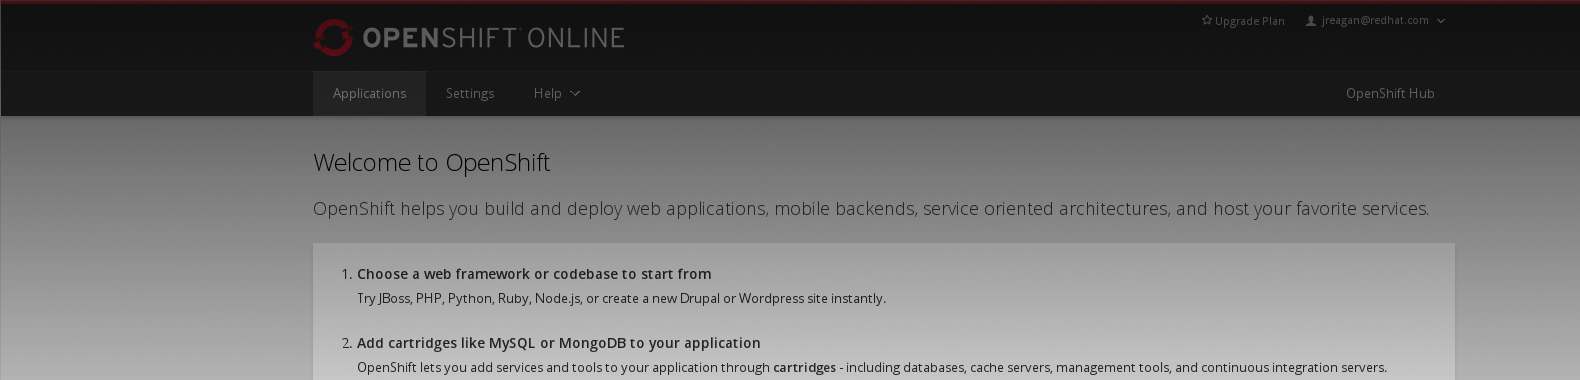 Upgrade Plan jreagan@redhat.com
OPENSHIFT ONLINE
Applications Settings Help OpenShift Hub
Welcome to OpenShift
OpenShift helps you build and deploy web applications, mobile backends, service oriented architectures, and host your favorite services.
1. Choose a web framework or codebase to start from
Try JBoss, PHP, Python, Ruby, Node.js, or create a new Drupal or Wordpress site instantly.
2. Add cartridges like MySQL or MongoDB to your application
OpenShift lets you add services and tools to your application through cartridges - including databases, cache servers, management tools, and continuous integration servers.